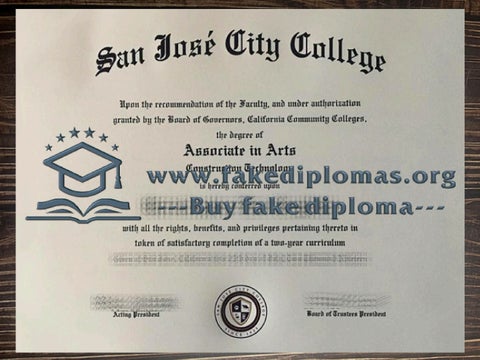 San José City College
Upon the recommendation of the Faculty, and under authorization
granted by the Board of Governors, California Community Colleges,
the degree of
Associate in Arts
Construction Technology
is hereby conferred upon
www.fakediplomas.org
---Buy fake diploma---
with all the rights, benefits, and privileges pertaining thereto in
token of satisfactory completion of a two-year curriculum
Acting President
Board of Trustees President